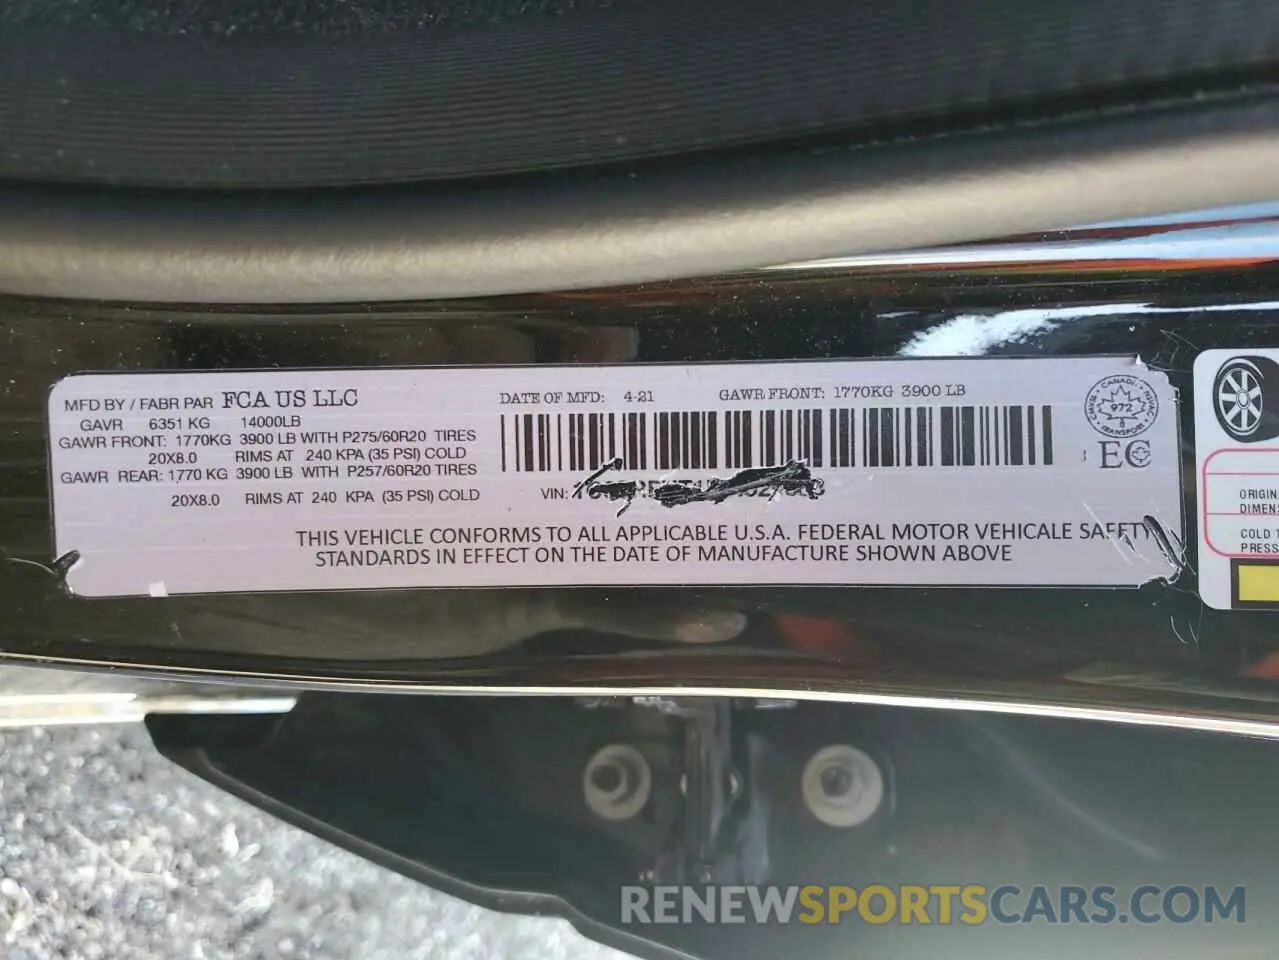 MFD BY / FABR PAR FCA US LLC
GAVR 6351 KG 14000LB
GAWR FRONT: 1770KG 3900 LB WITH P275/60R20 TIRES
20X8.0 RIMS AT 240 KPA (35 PSI) COLD
GAWR REAR: 1,770 KG 3900 LB WITH P257/60R20 TIRES
20X8.0 RIMS AT 240 KPA (35 PSI) COLD
DATE OF MFD: 4-21 GAWR FRONT: 1770KG 3900 LB
VIN:
THIS VEHICLE CONFORMS TO ALL APPLICABLE U.S.A. FEDERAL MOTOR VEHICALE SAFETY
STANDARDS IN EFFECT ON THE DATE OF MANUFACTURE SHOWN ABOVE
CANADA
TRANSPORT
972
EC
ORIGIN
DIMENS
COLD T
PRESS
RENEWSPORTSCARS.COM